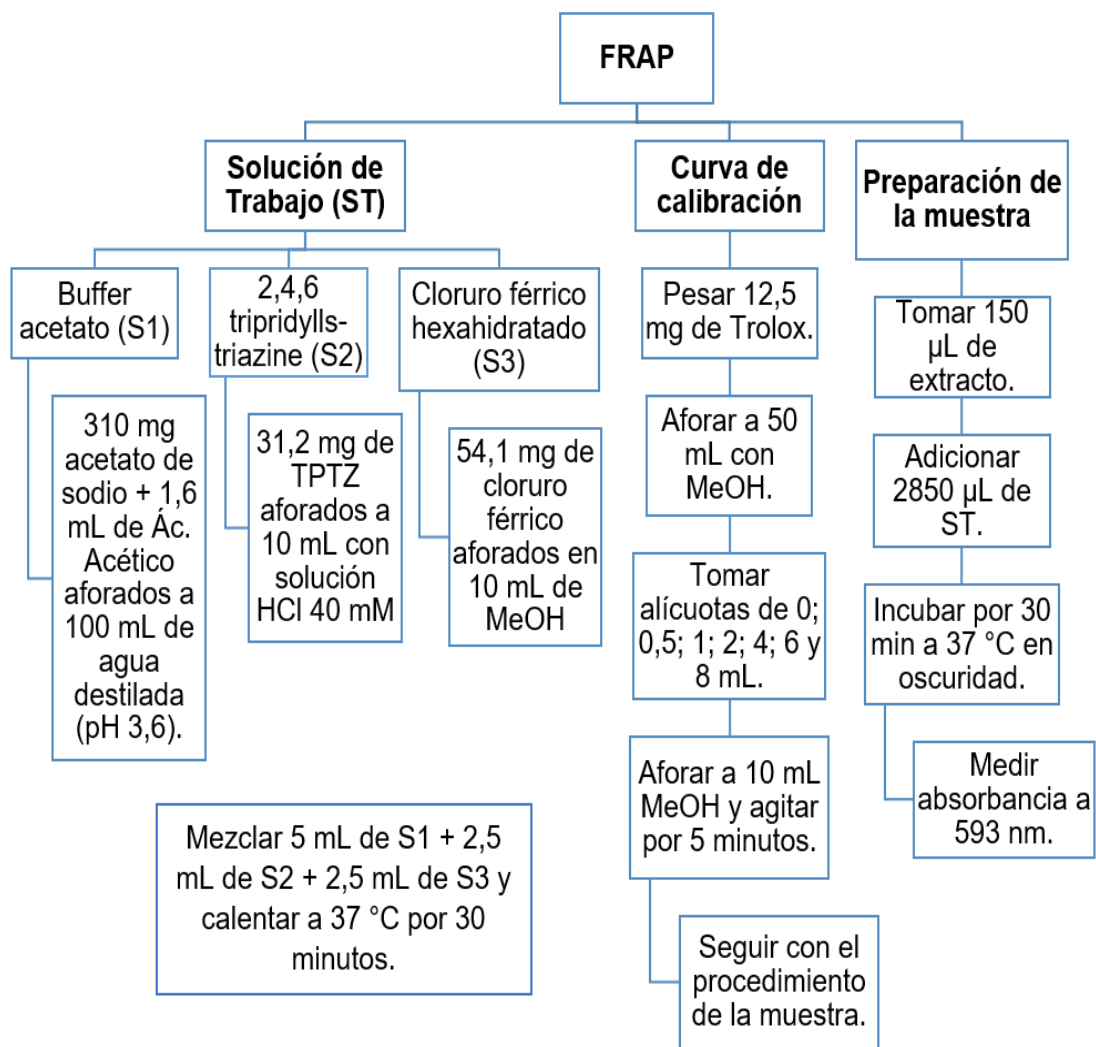 FRAP
Solución de
Trabajo (ST)
Buffer
acetato (S1)
310 mg
acetato de
sodio + 1,6
mL de Ác.
Acético
aforados a
100 mL de
agua
destilada
(pH 3,6).
2,4,6
tripridylls-
triazine (S2)
31,2 mg de
TPTZ
aforados a
10 mL con
solución
HCl 40 mM
Cloruro férrico
hexahidratado
(S3)
54,1 mg de
cloruro
férrico
aforados en
10 mL de
MeOH
Mezclar 5 mL de S1 + 2,5
mL de S2 + 2,5 mL de S3 y
calentar a 37 °C por 30
minutos.
Curva de
calibración
Pesar 12,5
mg de Trolox.
Aforar a 50
mL con
MeOH.
Tomar
alícuotas de 0;
0,5; 1; 2; 4; 6 y
8 mL.
Aforar a 10 mL
MeOH y agitar
por 5 minutos.
Seguir con el
procedimiento
de la muestra.
Preparación de
la muestra
Tomar 150
µL de
extracto.
Adicionar
2850 µL de
ST.
Incubar por 30
min a 37 °C en
oscuridad.
Medir
absorbancia a
593 nm.